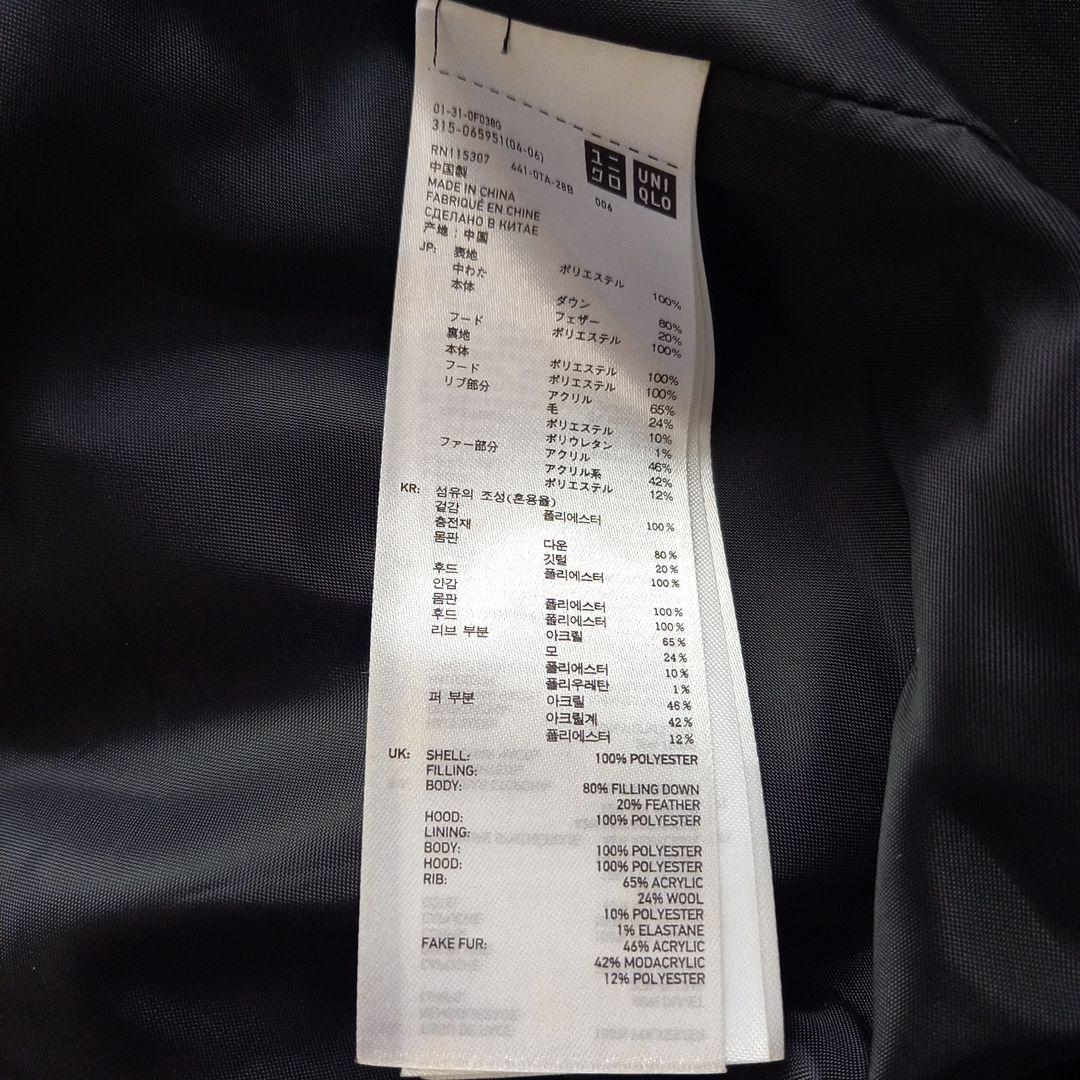 01-31-0F038G
315-065951(04-06)
RN115307 441-0TA-28B 006
ユニクロ UNIQLO
中国製
MADE IN CHINA
FABRIQUÉ EN CHINE
СДЕЛАНО В КИТАЕ
产地：中国
JP: 表地 ポリエステル 100%
中わた
本体 ダウン 80%
フェザー 20%
フード ポリエステル 100%
裏地
本体 ポリエステル 100%
フード ポリエステル 100%
リブ部分 アクリル 65%
毛 24%
ポリエステル 10%
ポリウレタン 1%
ファー部分 アクリル 46%
アクリル系 42%
ポリエステル 12%
KR: 섬유의 조성(혼용율)
겉감 폴리에스터 100%
충전재
몸판 다운 80%
깃털 20%
후드 폴리에스터 100%
안감
몸판 폴리에스터 100%
후드 폴리에스터 100%
리브 부분 아크릴 65%
모 24%
폴리에스터 10%
폴리우레탄 1%
퍼 부분 아크릴 46%
아크릴계 42%
폴리에스터 12%
UK: SHELL: 100% POLYESTER
FILLING:
BODY: 80% FILLING DOWN
20% FEATHER
HOOD: 100% POLYESTER
LINING:
BODY: 100% POLYESTER
HOOD: 100% POLYESTER
RIB: 65% ACRYLIC
24% WOOL
10% POLYESTER
1% ELASTANE
FAKE FUR: 46% ACRYLIC
42% MODACRYLIC
12% POLYESTER